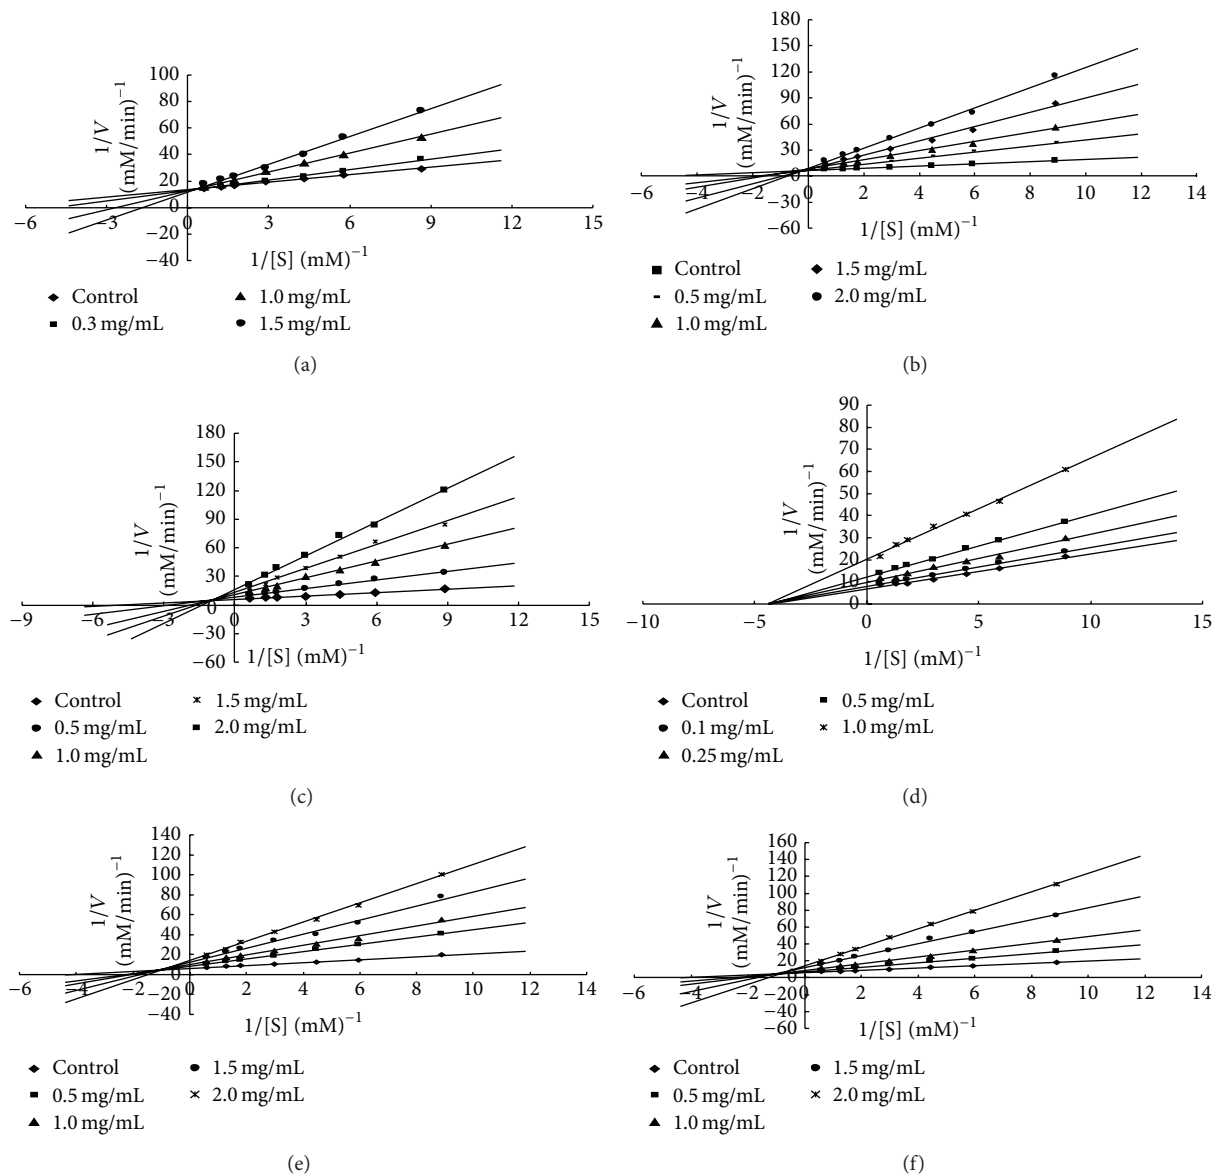 100
80
60
40
20
0
−20
−40
−6
−3
0
3
6
9
12
15
1/V
(mM/min)⁻¹
1/[S] (mM)⁻¹
Control
0.3 mg/mL
1.0 mg/mL
1.5 mg/mL
(a)
180
150
120
90
60
30
0
−30
−60
−6
−4
−2
0
2
4
6
8
10
12
14
1/V
(mM/min)⁻¹
1/[S] (mM)⁻¹
Control
0.5 mg/mL
1.0 mg/mL
1.5 mg/mL
2.0 mg/mL
(b)
180
150
120
90
60
30
0
−30
−60
−9
−6
−3
0
3
6
9
12
15
1/V
(mM/min)⁻¹
1/[S] (mM)⁻¹
Control
0.5 mg/mL
1.0 mg/mL
1.5 mg/mL
2.0 mg/mL
(c)
90
80
70
60
50
40
30
20
10
0
−10
−5
0
5
10
15
1/V
(mM/min)⁻¹
1/[S] (mM)⁻¹
Control
0.1 mg/mL
0.25 mg/mL
0.5 mg/mL
1.0 mg/mL
(d)
140
120
100
80
60
40
20
0
−20
−40
−6
−4
−2
0
2
4
6
8
10
12
14
1/V
(mM/min)⁻¹
1/[S] (mM)⁻¹
Control
0.5 mg/mL
1.0 mg/mL
1.5 mg/mL
2.0 mg/mL
(e)
160
140
120
100
80
60
40
20
0
−20
−40
−60
−6
−4
−2
0
2
4
6
8
10
12
14
1/V
(mM/min)⁻¹
1/[S] (mM)⁻¹
Control
0.5 mg/mL
1.0 mg/mL
1.5 mg/mL
2.0 mg/mL
(f)